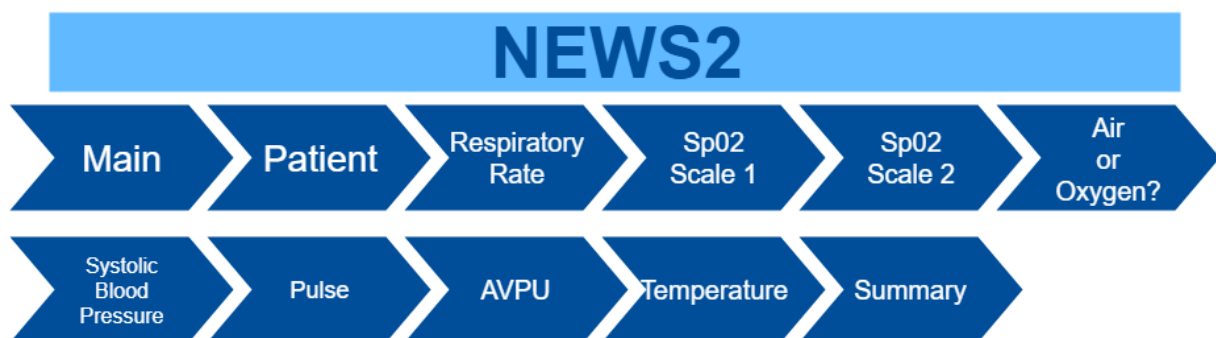 NEWS2
Main
Patient
Respiratory
Rate
Sp02
Scale 1
Sp02
Scale 2
Air
or
Oxygen?
Systolic
Blood
Pressure
Pulse
AVPU
Temperature
Summary